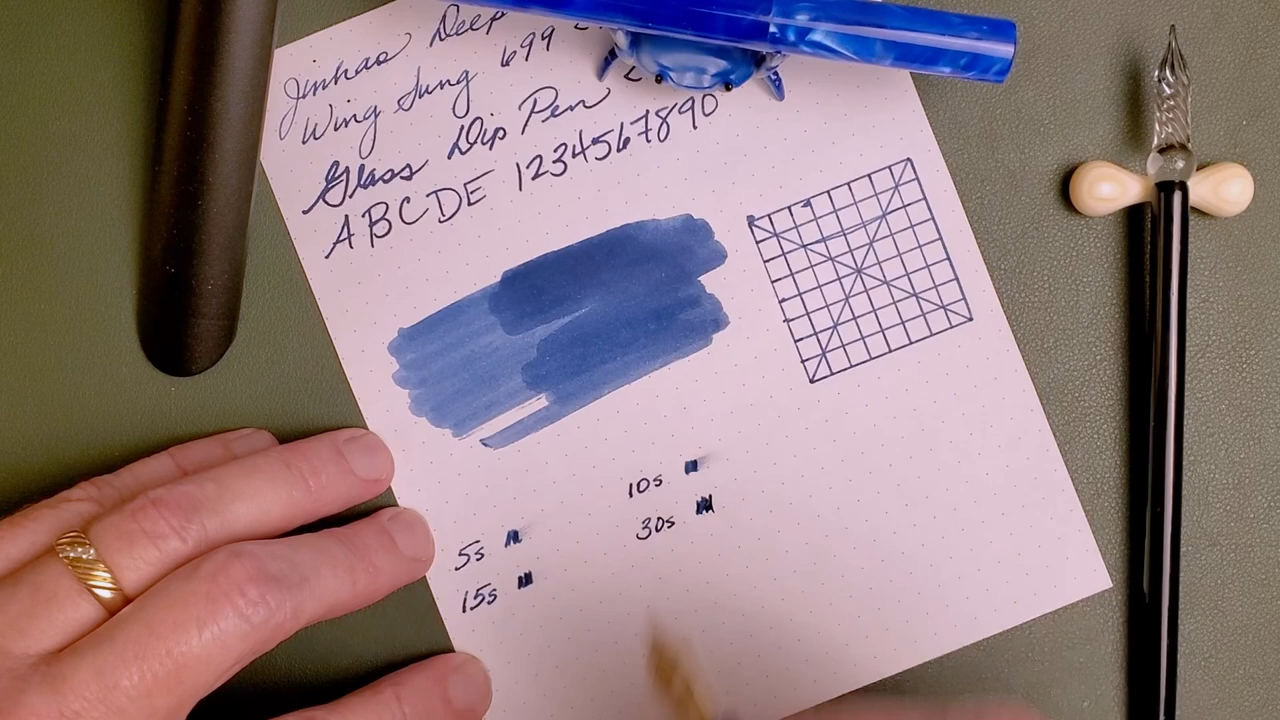 Jinhao Deep
Wing Sung 699
Glass Dip Pen
ABCDE 1234567890
10s
30s
5s
15s